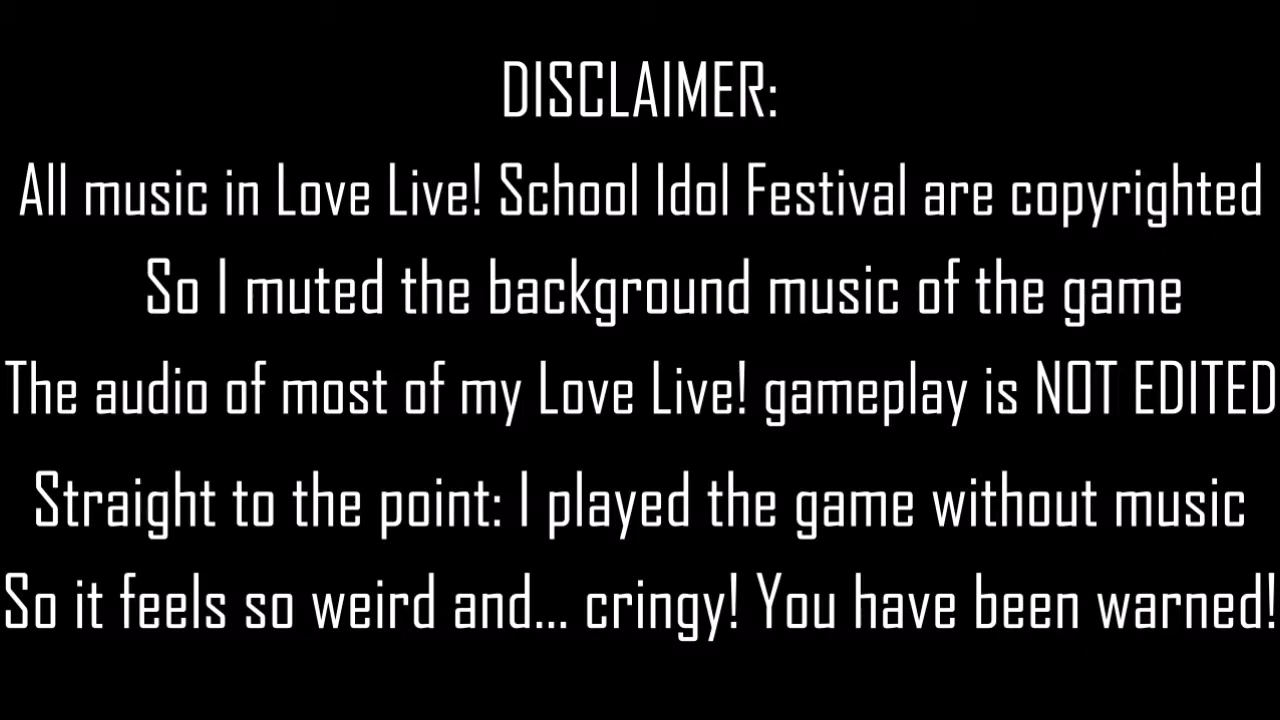 DISCLAIMER:
All music in Love Live! School Idol Festival are copyrighted
So I muted the background music of the game
The audio of most of my Love Live! gameplay is NOT EDITED
Straight to the point: I played the game without music
So it feels so weird and... cringy! You have been warned!